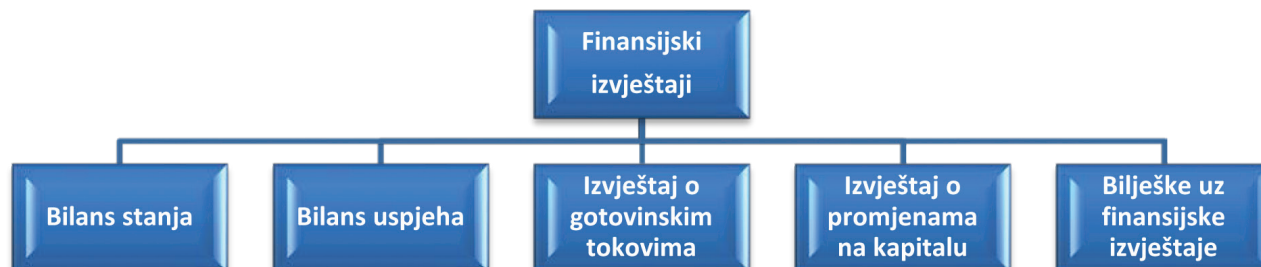 Finansijski
izvještaji
Bilans stanja
Bilans uspjeha
Izvještaj o
gotovinskim
tokovima
Izvještaj o
promjenama
na kapitalu
Bilješke uz
finansijske
izvještaje